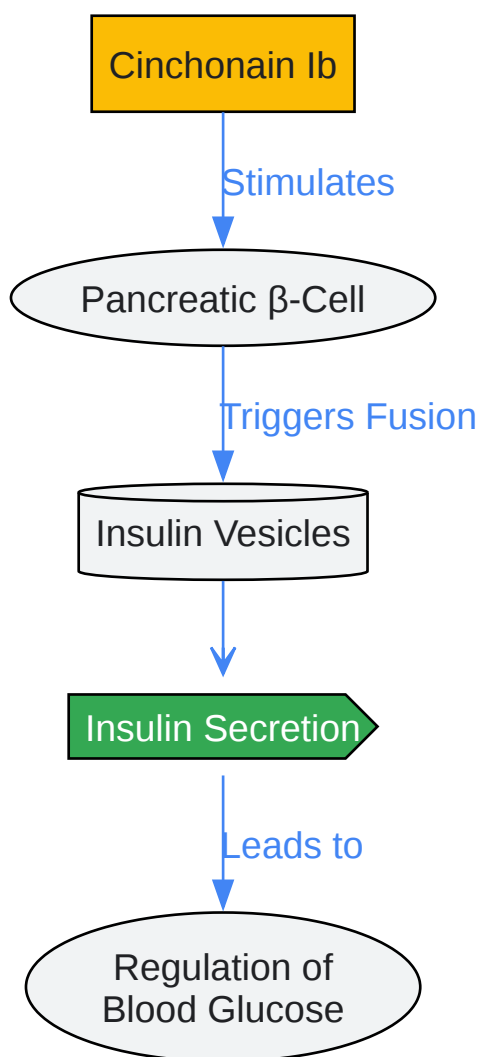 Cinchonain Ib
Stimulates
Pancreatic β-Cell
Triggers Fusion
Insulin Vesicles
Insulin Secretion
Leads to
Regulation of
Blood Glucose